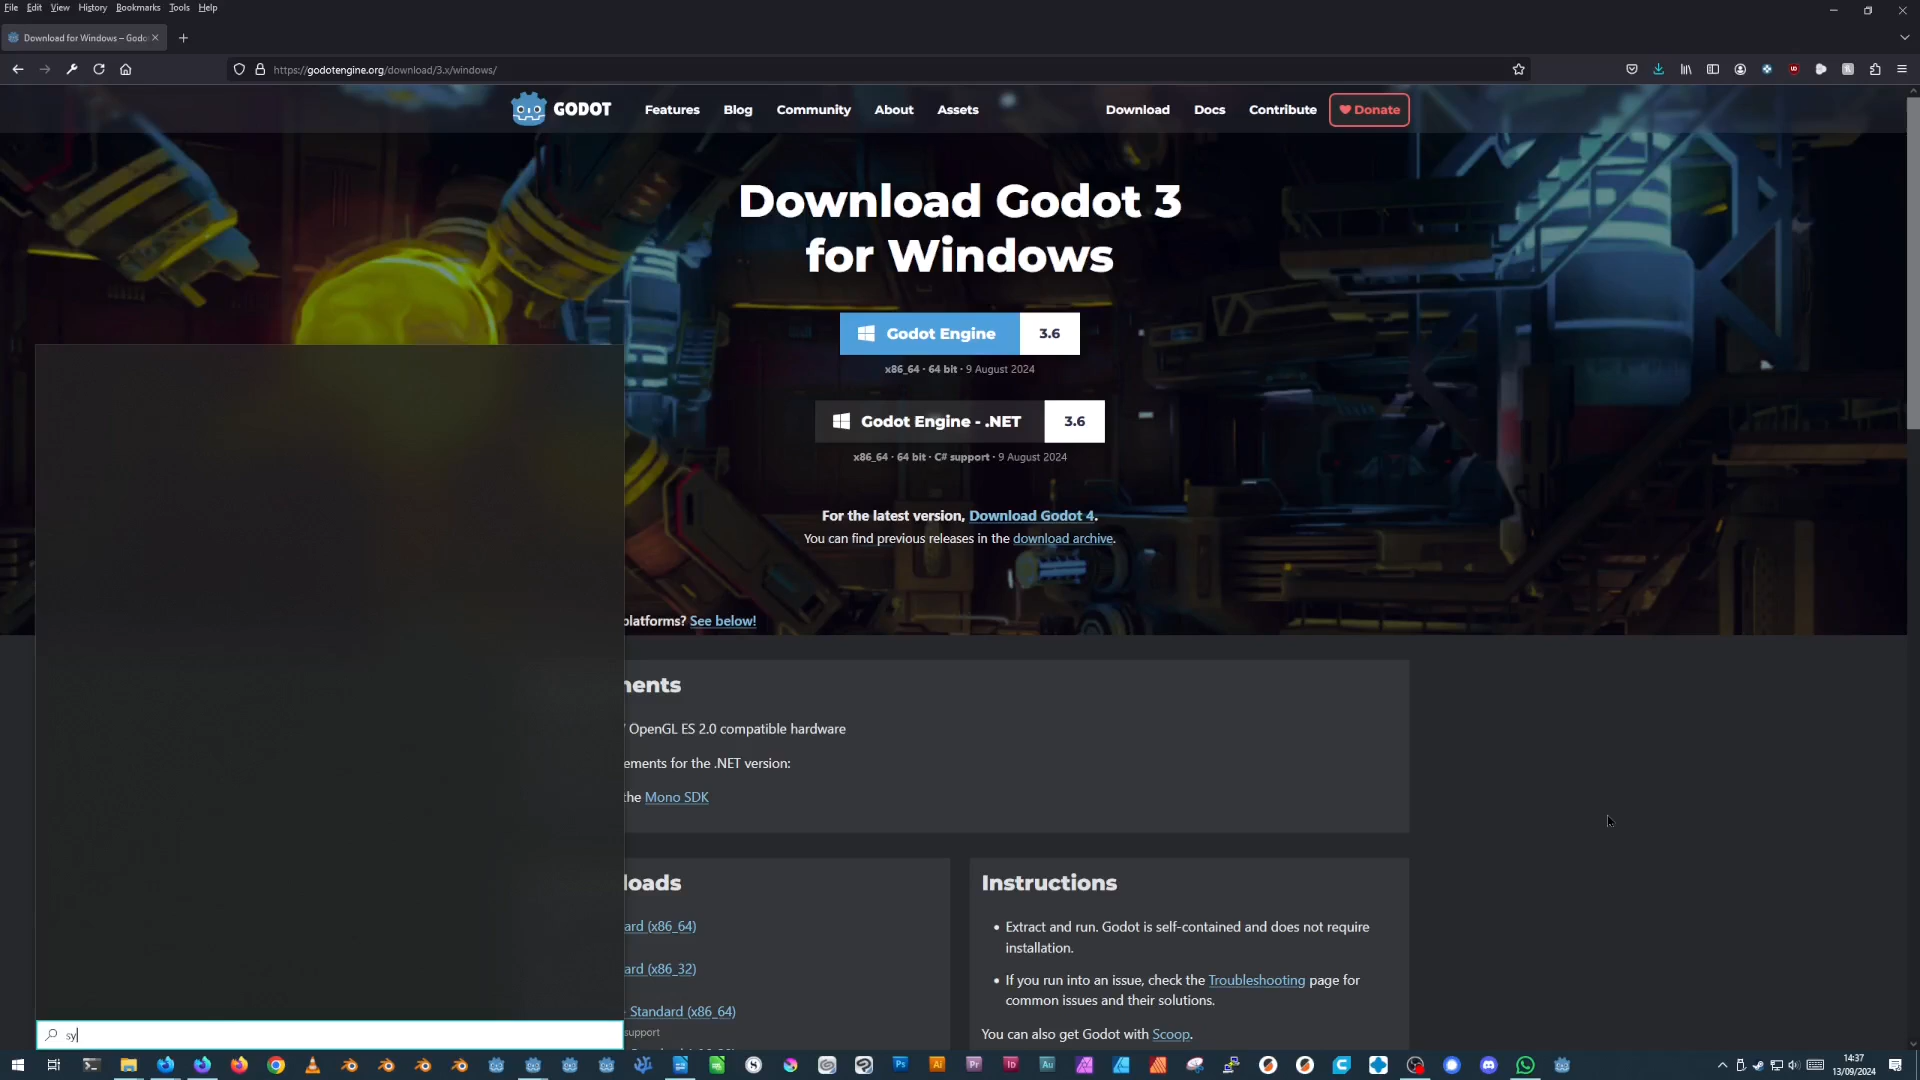 File Edit View History Bookmarks Tools Help
Download for Windows – Godo
https://godotengine.org/download/3.x/windows/
GODOT Features Blog Community About Assets Download Docs Contribute Donate
Download Godot 3
for Windows
Godot Engine 3.6
x86_64 · 64 bit · 9 August 2024
Godot Engine - .NET 3.6
x86_64 · 64 bit · C# support · 9 August 2024
For the latest version, Download Godot 4.
You can find previous releases in the download archive.
platforms? See below!
OpenGL ES 2.0 compatible hardware
ements for the .NET version:
the Mono SDK
loads
ard (x86_64)
ard (x86_32)
Standard (x86_64)
support
Instructions
• Extract and run. Godot is self-contained and does not require
installation.
• If you run into an issue, check the Troubleshooting page for
common issues and their solutions.
You can also get Godot with Scoop.
sy
Ps Ai Pr Id Au
14:37
13/09/2024